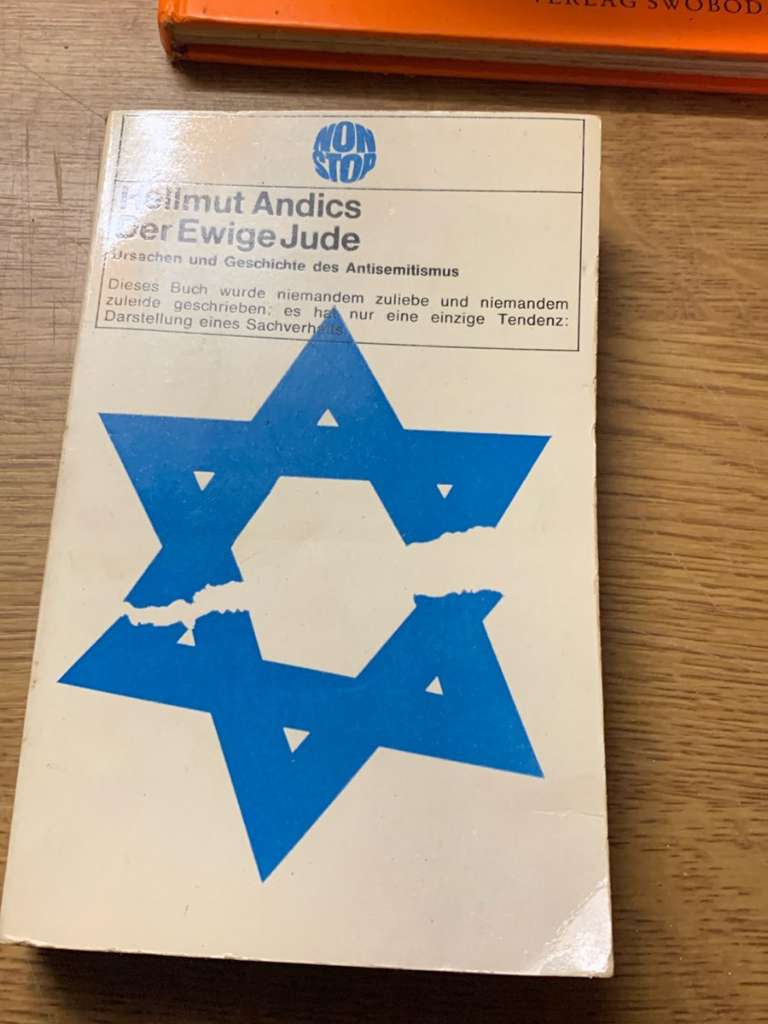 VERLAG SWOBOD
NON
STOP
Hellmut Andics
Der Ewige Jude
Ursachen und Geschichte des Antisemitismus
Dieses Buch wurde niemandem zuliebe und niemandem
zuleide geschrieben; es hat nur eine einzige Tendenz:
Darstellung eines Sachverhalts.